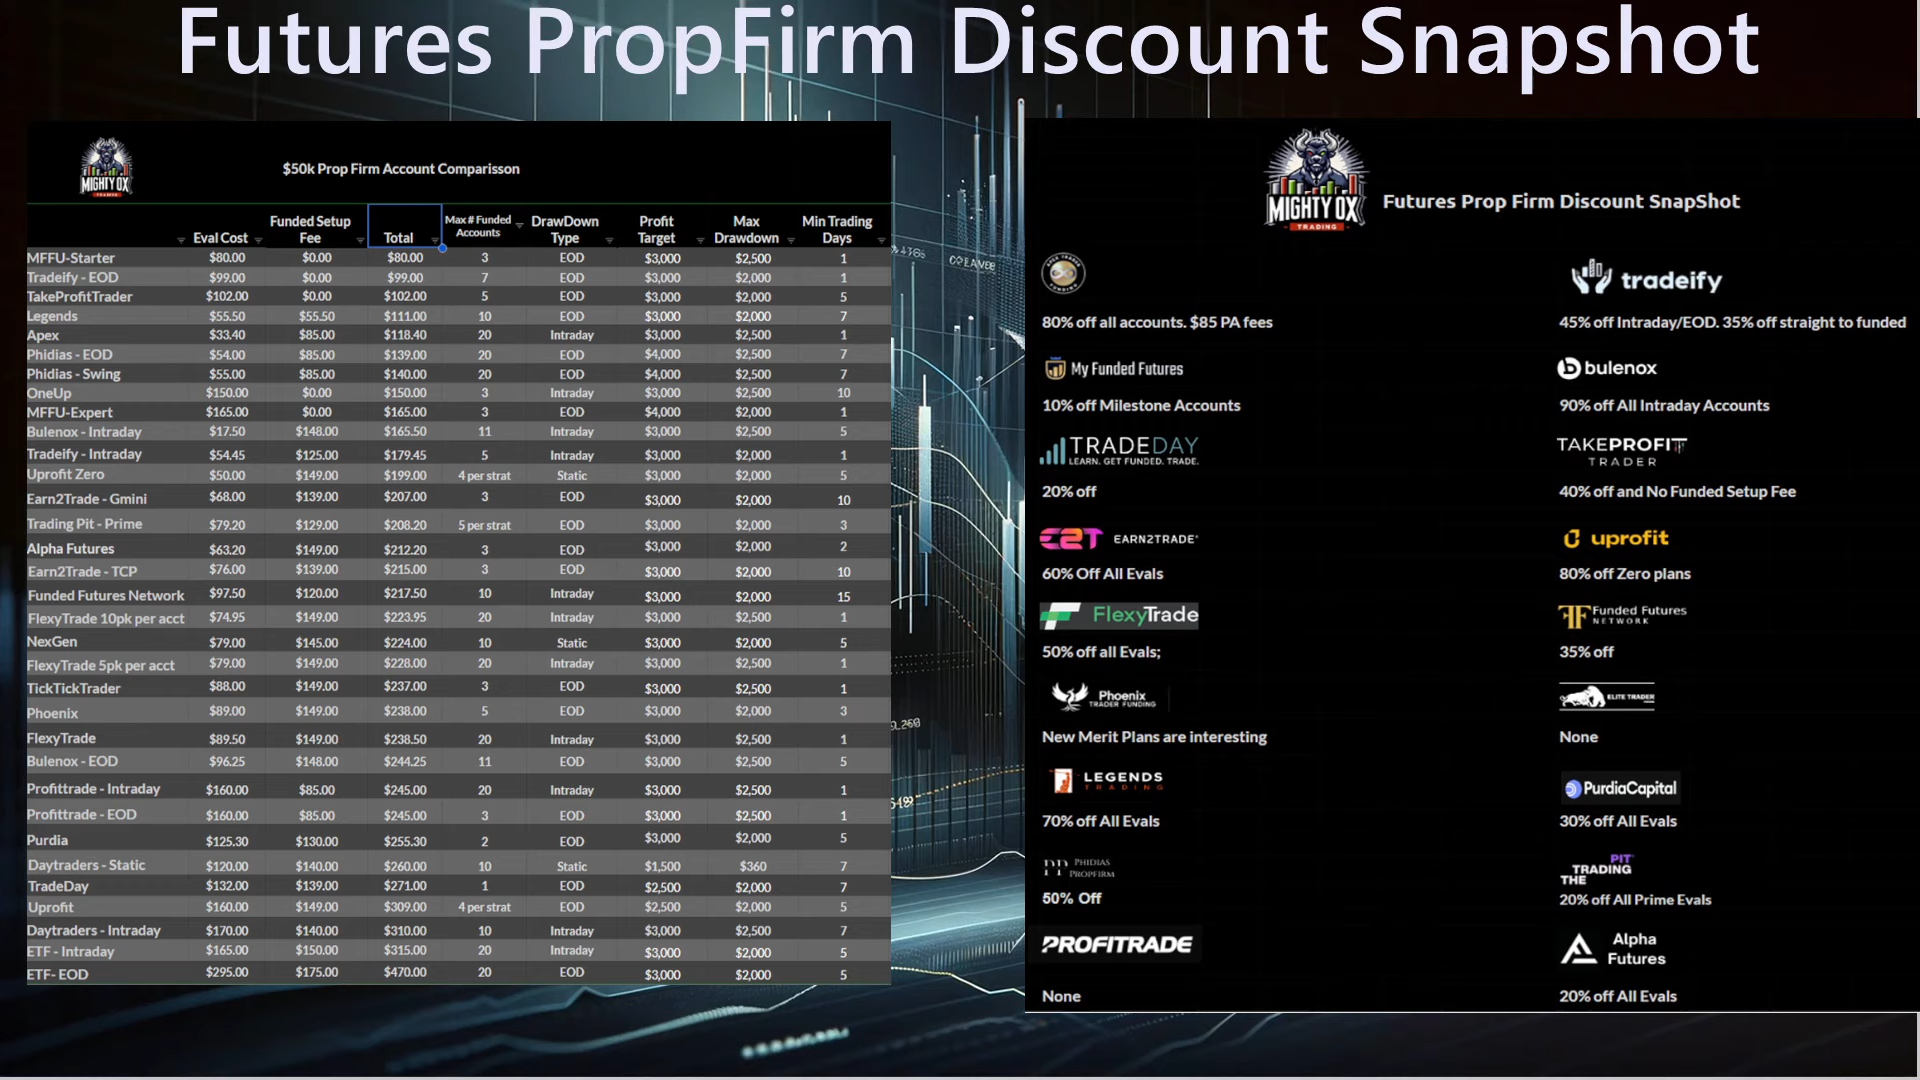 Futures PropFirm Discount Snapshot
MIGHTY OX
TRADING
$50k Prop Firm Account Comparisson
Eval Cost Funded Setup Fee Total Max # Funded Accounts DrawDown Type Profit Target Max Drawdown Min Trading Days
MFFU-Starter $80.00 $0.00 $80.00 3 EOD $3,000 $2,500 1
Tradeify - EOD $99.00 $0.00 $99.00 7 EOD $3,000 $2,000 1
TakeProfitTrader $102.00 $0.00 $102.00 5 EOD $3,000 $2,000 5
Legends $55.50 $55.50 $111.00 10 EOD $3,000 $2,000 7
Apex $33.40 $85.00 $118.40 20 Intraday $3,000 $2,500 1
Phidias - EOD $54.00 $85.00 $139.00 20 EOD $4,000 $2,500 7
Phidias - Swing $55.00 $85.00 $140.00 20 EOD $4,000 $2,500 7
OneUp $150.00 $0.00 $150.00 3 Intraday $3,000 $2,500 10
MFFU-Expert $165.00 $0.00 $165.00 3 EOD $4,000 $2,000 1
Bulenox - Intraday $17.50 $148.00 $165.50 11 Intraday $3,000 $2,500 5
Tradeify - Intraday $54.45 $125.00 $179.45 5 Intraday $3,000 $2,000 1
Uprofit Zero $50.00 $149.00 $199.00 4 per strat Static $3,000 $2,000 5
Earn2Trade - Gmini $68.00 $139.00 $207.00 3 EOD $3,000 $2,000 10
Trading Pit - Prime $79.20 $129.00 $208.20 5 per strat EOD $3,000 $2,000 3
Alpha Futures $63.20 $149.00 $212.20 3 EOD $3,000 $2,000 2
Earn2Trade - TCP $76.00 $139.00 $215.00 3 EOD $3,000 $2,000 10
Funded Futures Network $97.50 $120.00 $217.50 10 Intraday $3,000 $2,000 15
FlexyTrade 10pk per acct $74.95 $149.00 $223.95 20 Intraday $3,000 $2,500 1
NexGen $79.00 $145.00 $224.00 10 Static $3,000 $2,000 5
FlexyTrade 5pk per acct $79.00 $149.00 $228.00 20 Intraday $3,000 $2,500 1
TickTickTrader $88.00 $149.00 $237.00 3 EOD $3,000 $2,500 1
Phoenix $89.00 $149.00 $238.00 5 EOD $3,000 $2,000 3
FlexyTrade $89.50 $149.00 $238.50 20 Intraday $3,000 $2,500 1
Bulenox - EOD $96.25 $148.00 $244.25 11 EOD $3,000 $2,500 5
Profittrade - Intraday $160.00 $85.00 $245.00 20 Intraday $3,000 $2,500 1
Profittrade - EOD $160.00 $85.00 $245.00 3 EOD $3,000 $2,500 1
Purdia $125.30 $130.00 $255.30 2 EOD $3,000 $2,000 5
Daytraders - Static $120.00 $140.00 $260.00 10 Static $1,500 $360 7
TradeDay $132.00 $139.00 $271.00 1 EOD $2,500 $2,000 7
Uprofit $160.00 $149.00 $309.00 4 per strat EOD $2,500 $2,000 5
Daytraders - Intraday $170.00 $140.00 $310.00 10 Intraday $3,000 $2,500 7
ETF - Intraday $165.00 $150.00 $315.00 20 Intraday $3,000 $2,000 5
ETF- EOD $295.00 $175.00 $470.00 20 EOD $3,000 $2,000 5
MIGHTY OX
TRADING
Futures Prop Firm Discount SnapShot
tradeify
80% off all accounts. $85 PA fees
45% off Intraday/EOD. 35% off straight to funded
My Funded Futures
bulenox
10% off Milestone Accounts
90% off All Intraday Accounts
TRADEDAY
LEARN. GET FUNDED. TRADE.
TAKEPROFIT
TRADER
20% off
40% off and No Funded Setup Fee
E2T EARN2TRADE
uprofit
60% Off All Evals
80% off Zero plans
FlexyTrade
Funded Futures
NETWORK
50% off all Evals;
35% off
Phoenix
TRADER FUNDING
ELITE TRADER
New Merit Plans are interesting
None
LEGENDS
TRADING
PurdiaCapital
70% off All Evals
30% off All Evals
PHIDIAS
PROPFIRM
THE TRADING PIT
50% Off
20% off All Prime Evals
PROFITRADE
Alpha
Futures
None
20% off All Evals